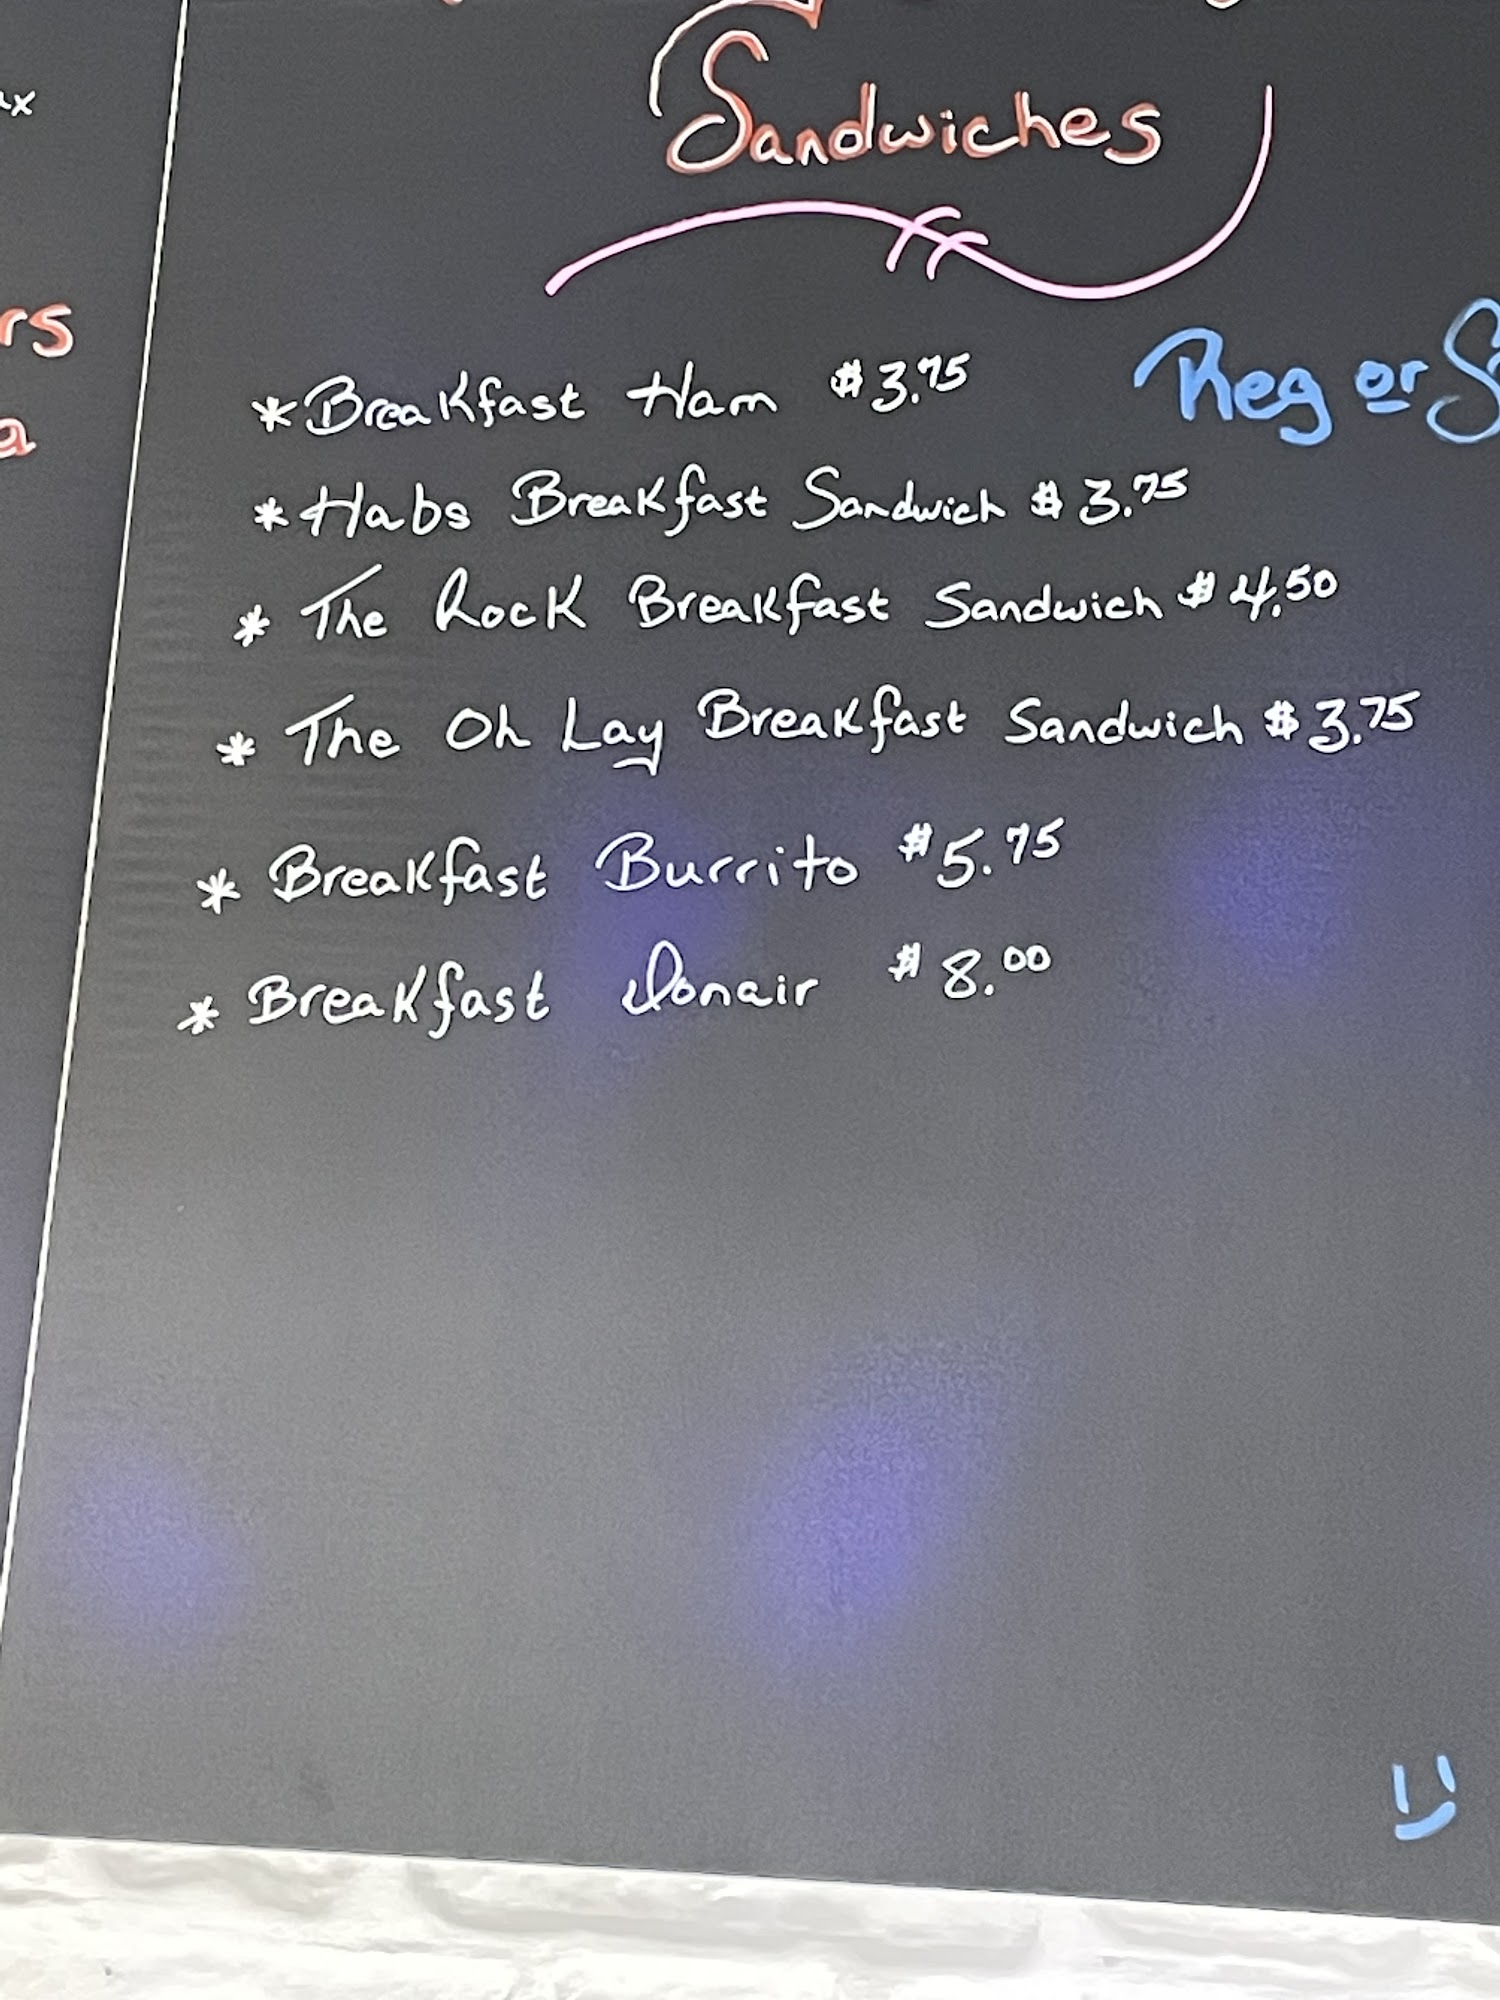 Sandwiches
rs
a
*Breakfast Ham $3.75
Reg or
*Habs Breakfast Sandwich $3.75
* The Rock Breakfast Sandwich $4.50
* The Oh Lay Breakfast Sandwich $3.75
* Breakfast Burrito $5.75
* Breakfast Donair $8.00